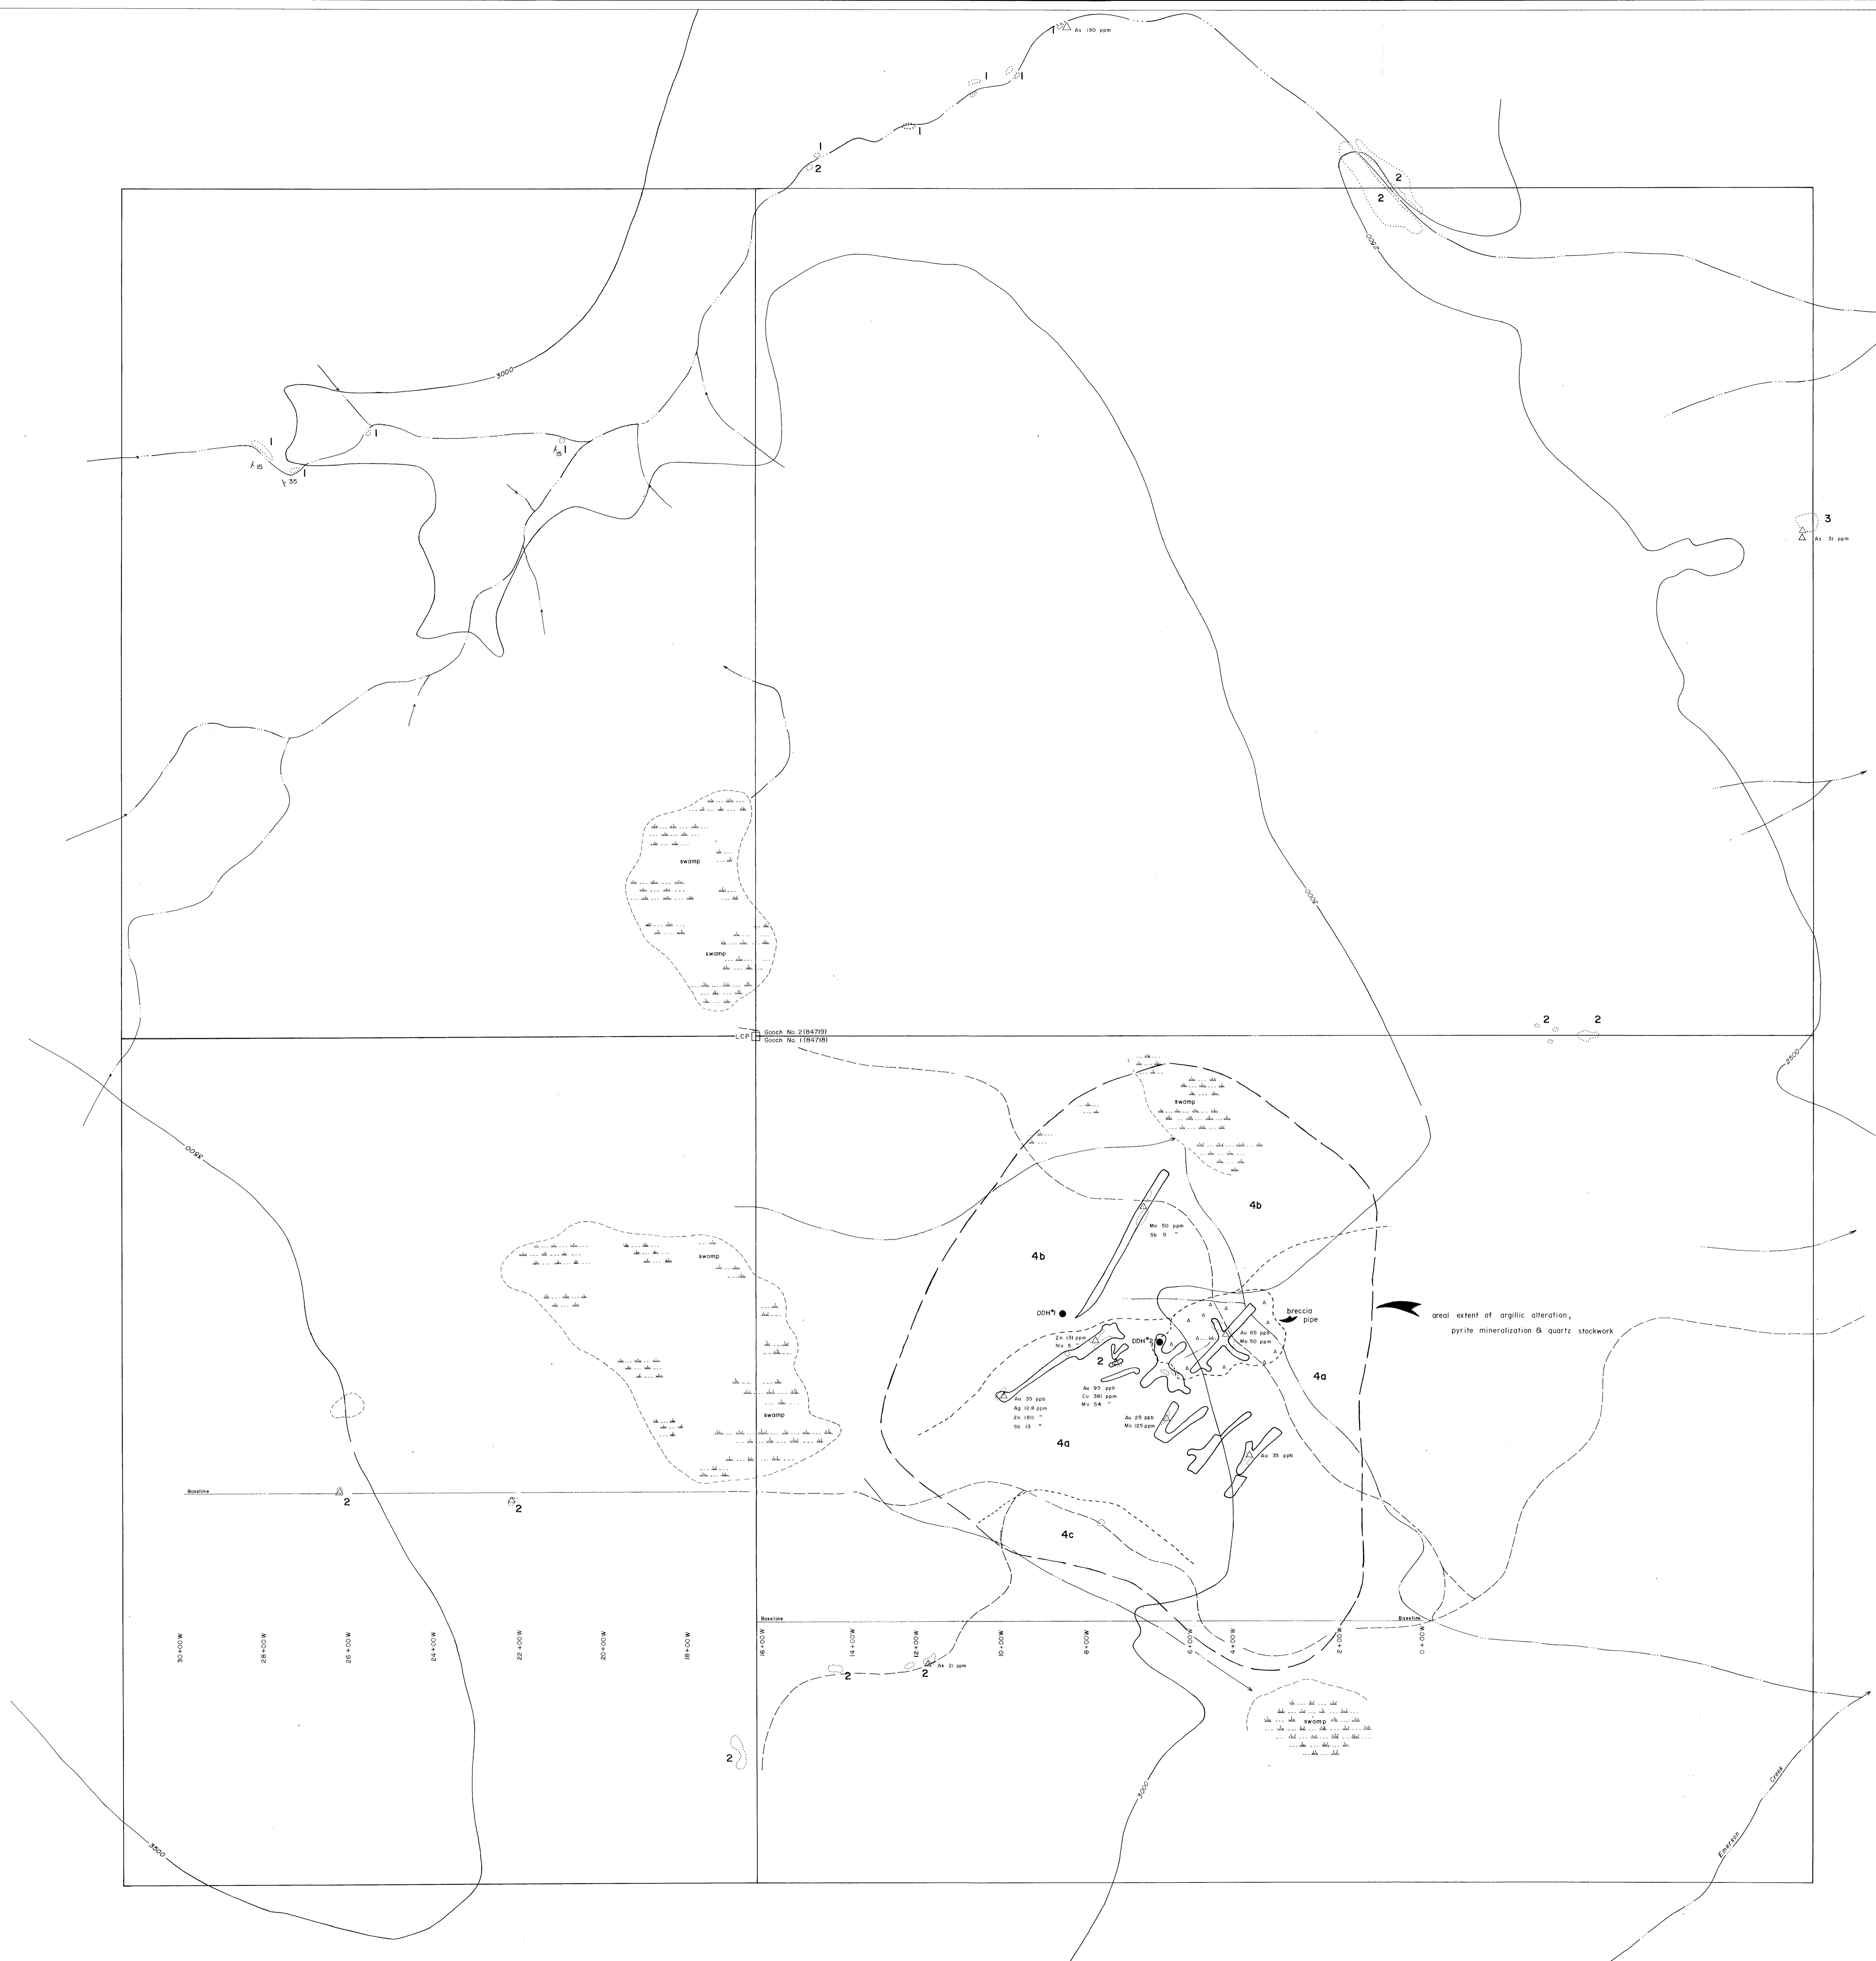 1
As 190 ppm
1
1
1
1
2
2
2
2500
3000
1
15
1
35
1
15
1
3
As 31 ppm
swamp
swamp
3000
LCP
Gooch No. 2 (84719)
Gooch No. 1 (84718)
2
2
2500
swamp
3500
4b
Mo 50 ppm
Sb 9 "
4b
swamp
DDH#1
breccia
pipe
areal extent of argillic alteration,
pyrite mineralization & quartz stockwork
Zn 131 ppm
Mo 5 "
DDH#2
Au 65 ppb
Mo 50 ppm
2
4a
Au 95 ppb
Cu 381 ppm
Mo 54 "
Au 35 ppb
Ag 12.8 ppm
Zn 180 "
Sb 13 "
swamp
Au 25 ppb
Mo 125 ppm
4a
Au 35 ppb
Baseline
2
2
4c
Baseline
Baseline
30+00W
28+00W
26+00W
24+00W
22+00W
20+00W
18+00W
16+00W
14+00W
12+00W
10+00W
8+00W
6+00W
4+00W
2+00W
0+00W
2
2
As 21 ppm
swamp
2
3000
Creek
Emerson
3500